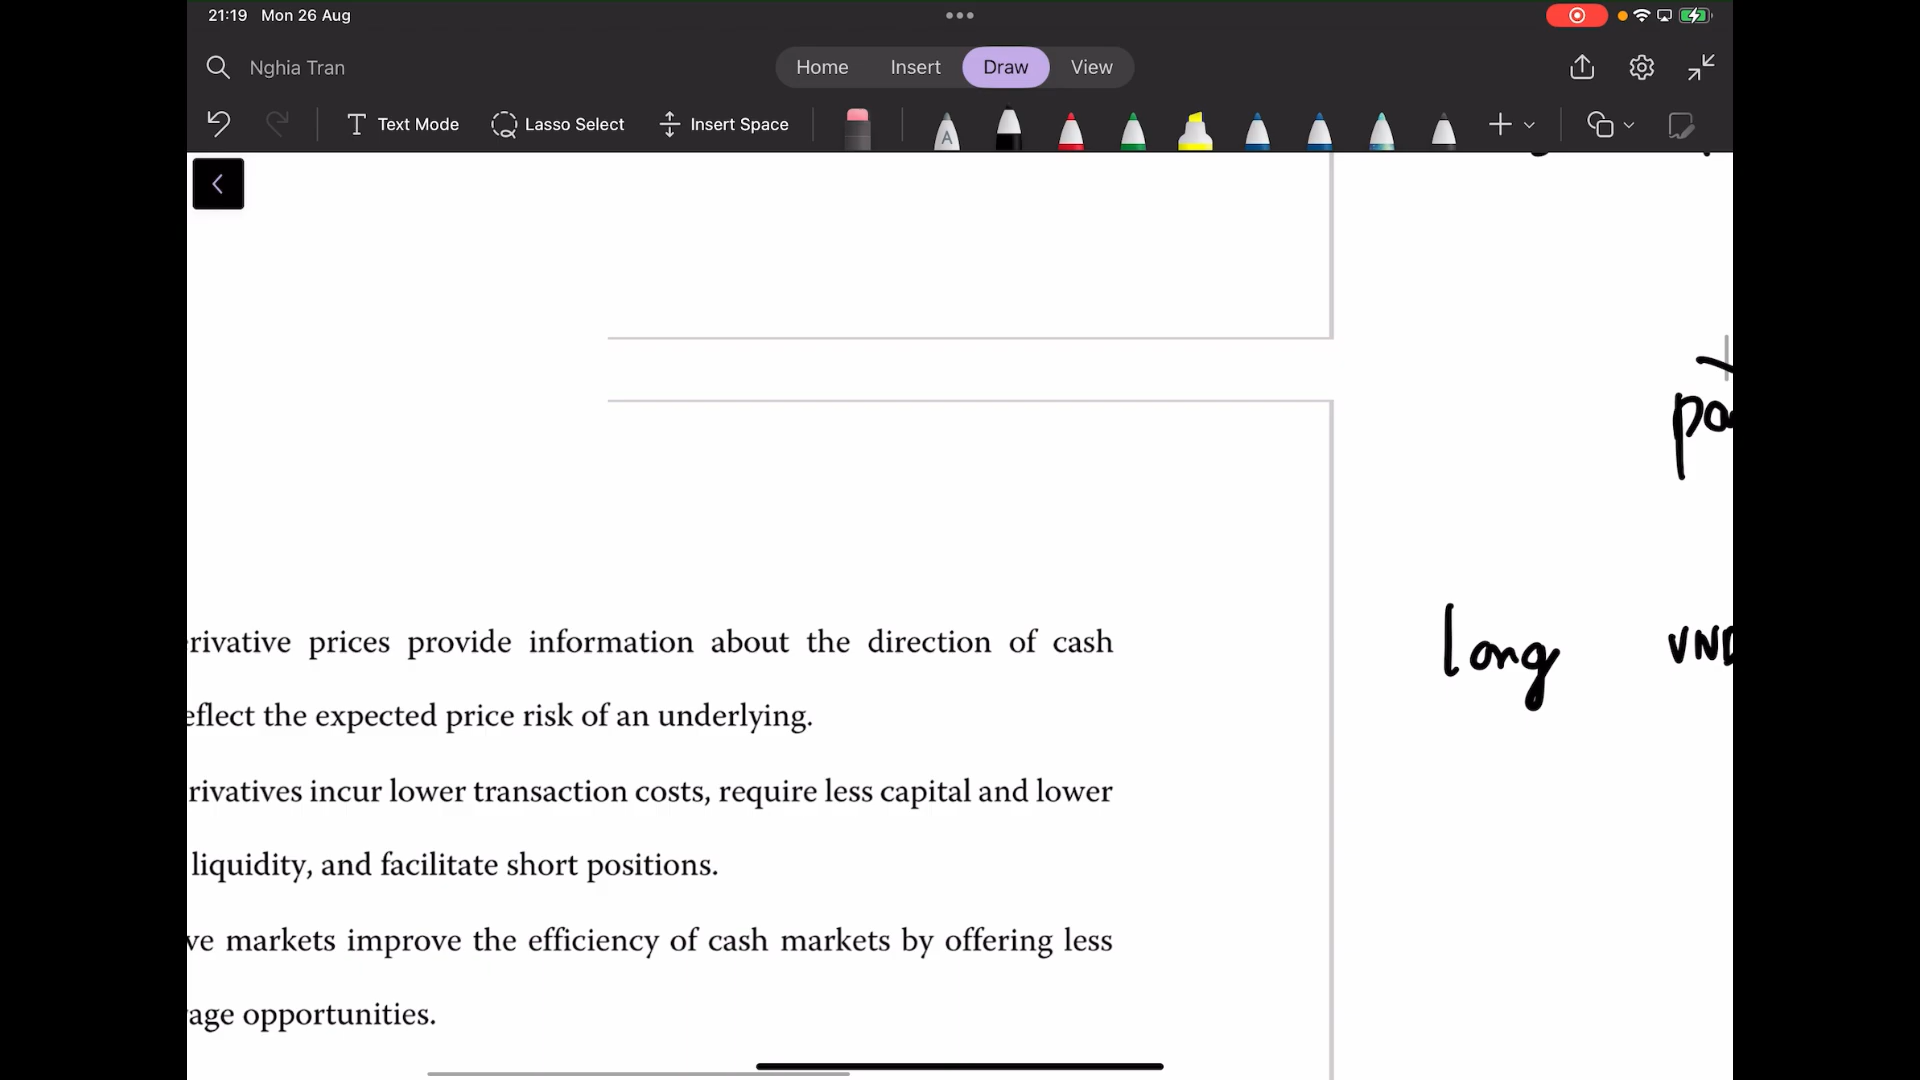 21:19 Mon 26 Aug
Nghia Tran
Home Insert Draw View
Text Mode Lasso Select Insert Space
A
long
erivative prices provide information about the direction of cash
eflect the expected price risk of an underlying.
rivatives incur lower transaction costs, require less capital and lower
liquidity, and facilitate short positions.
ve markets improve the efficiency of cash markets by offering less
rage opportunities.